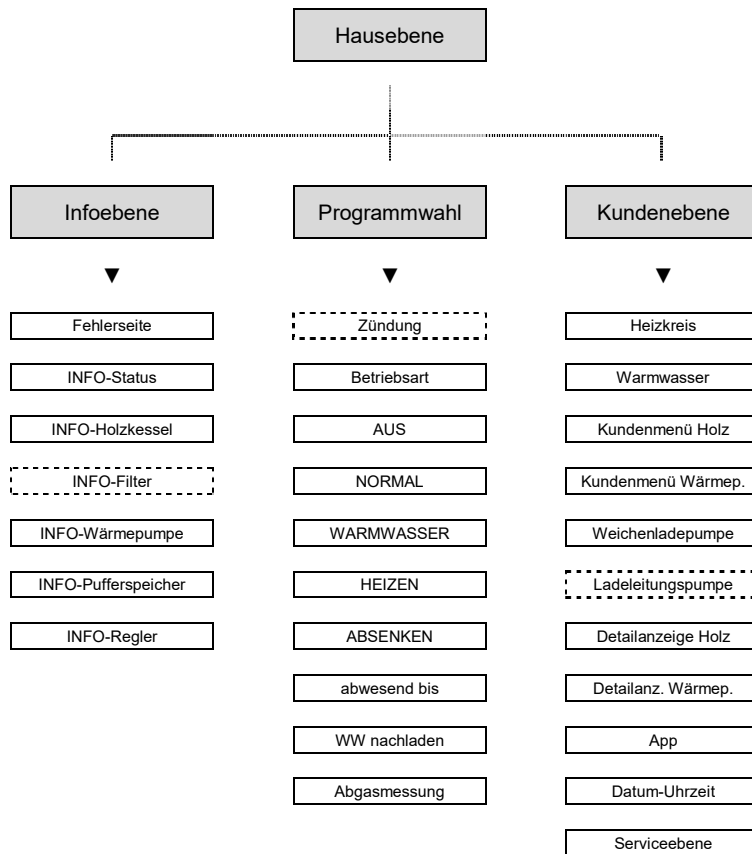 Hausebene
Infoebene
Programmwahl
Kundenebene
▼
▼
▼
Fehlerseite
Zündung
Heizkreis
INFO-Status
Betriebsart
Warmwasser
INFO-Holzkessel
AUS
Kundenmenü Holz
INFO-Filter
NORMAL
Kundenmenü Wärmep.
INFO-Wärmepumpe
WARMWASSER
Weichenladepumpe
INFO-Pufferspeicher
HEIZEN
Ladeleitungspumpe
INFO-Regler
ABSENKEN
Detailanzeige Holz
abwesend bis
Detailanz. Wärmep.
WW nachladen
App
Abgasmessung
Datum-Uhrzeit
Serviceebene